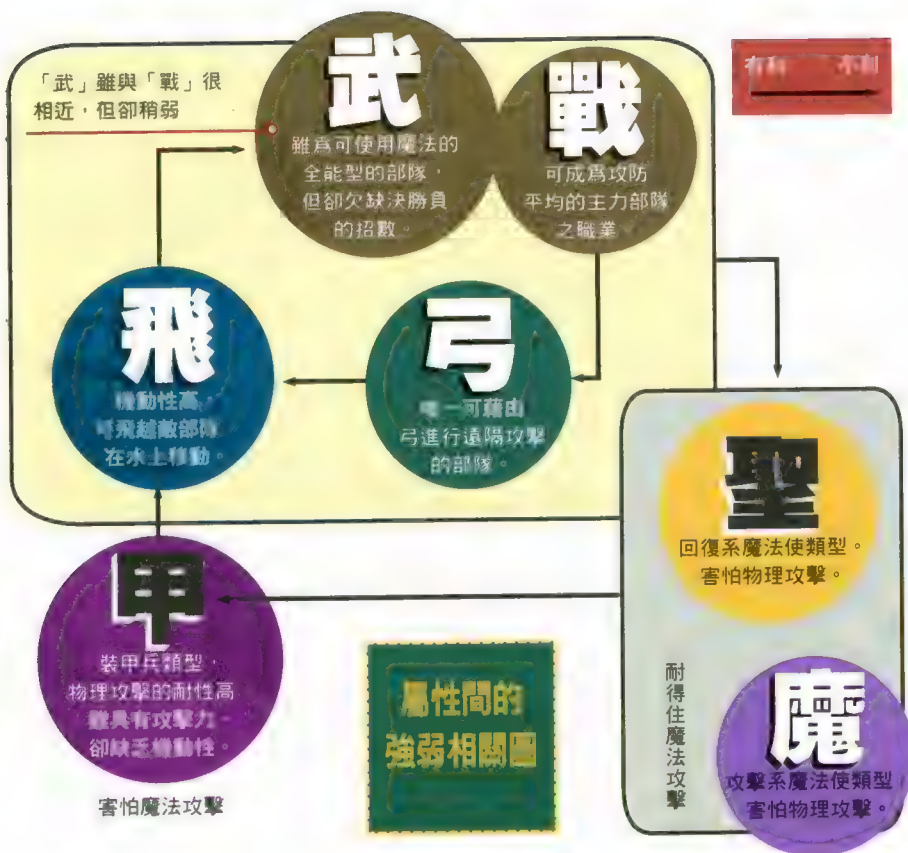 「武」雖與「戰」很
相近，但卻稍弱
武
雖爲可使用魔法的
全能型的部隊，
但卻欠缺決勝負
的招數。
戰
可成爲攻防
平均的主力部隊
之職業
有利 不利
飛
機動性高，
可飛越敵部隊
在水上移動。
弓
唯一可藉由
弓進行遠隔攻擊
的部隊。
聖
回復系魔法使類型。
害怕物理攻擊。
甲
裝甲兵類型，
物理攻擊的耐性高
雖具有攻擊力，
卻缺乏機動性。
害怕魔法攻擊
屬性間的
強弱相關圖
耐得住魔法攻擊
魔
攻擊系魔法使類型
害怕物理攻擊。